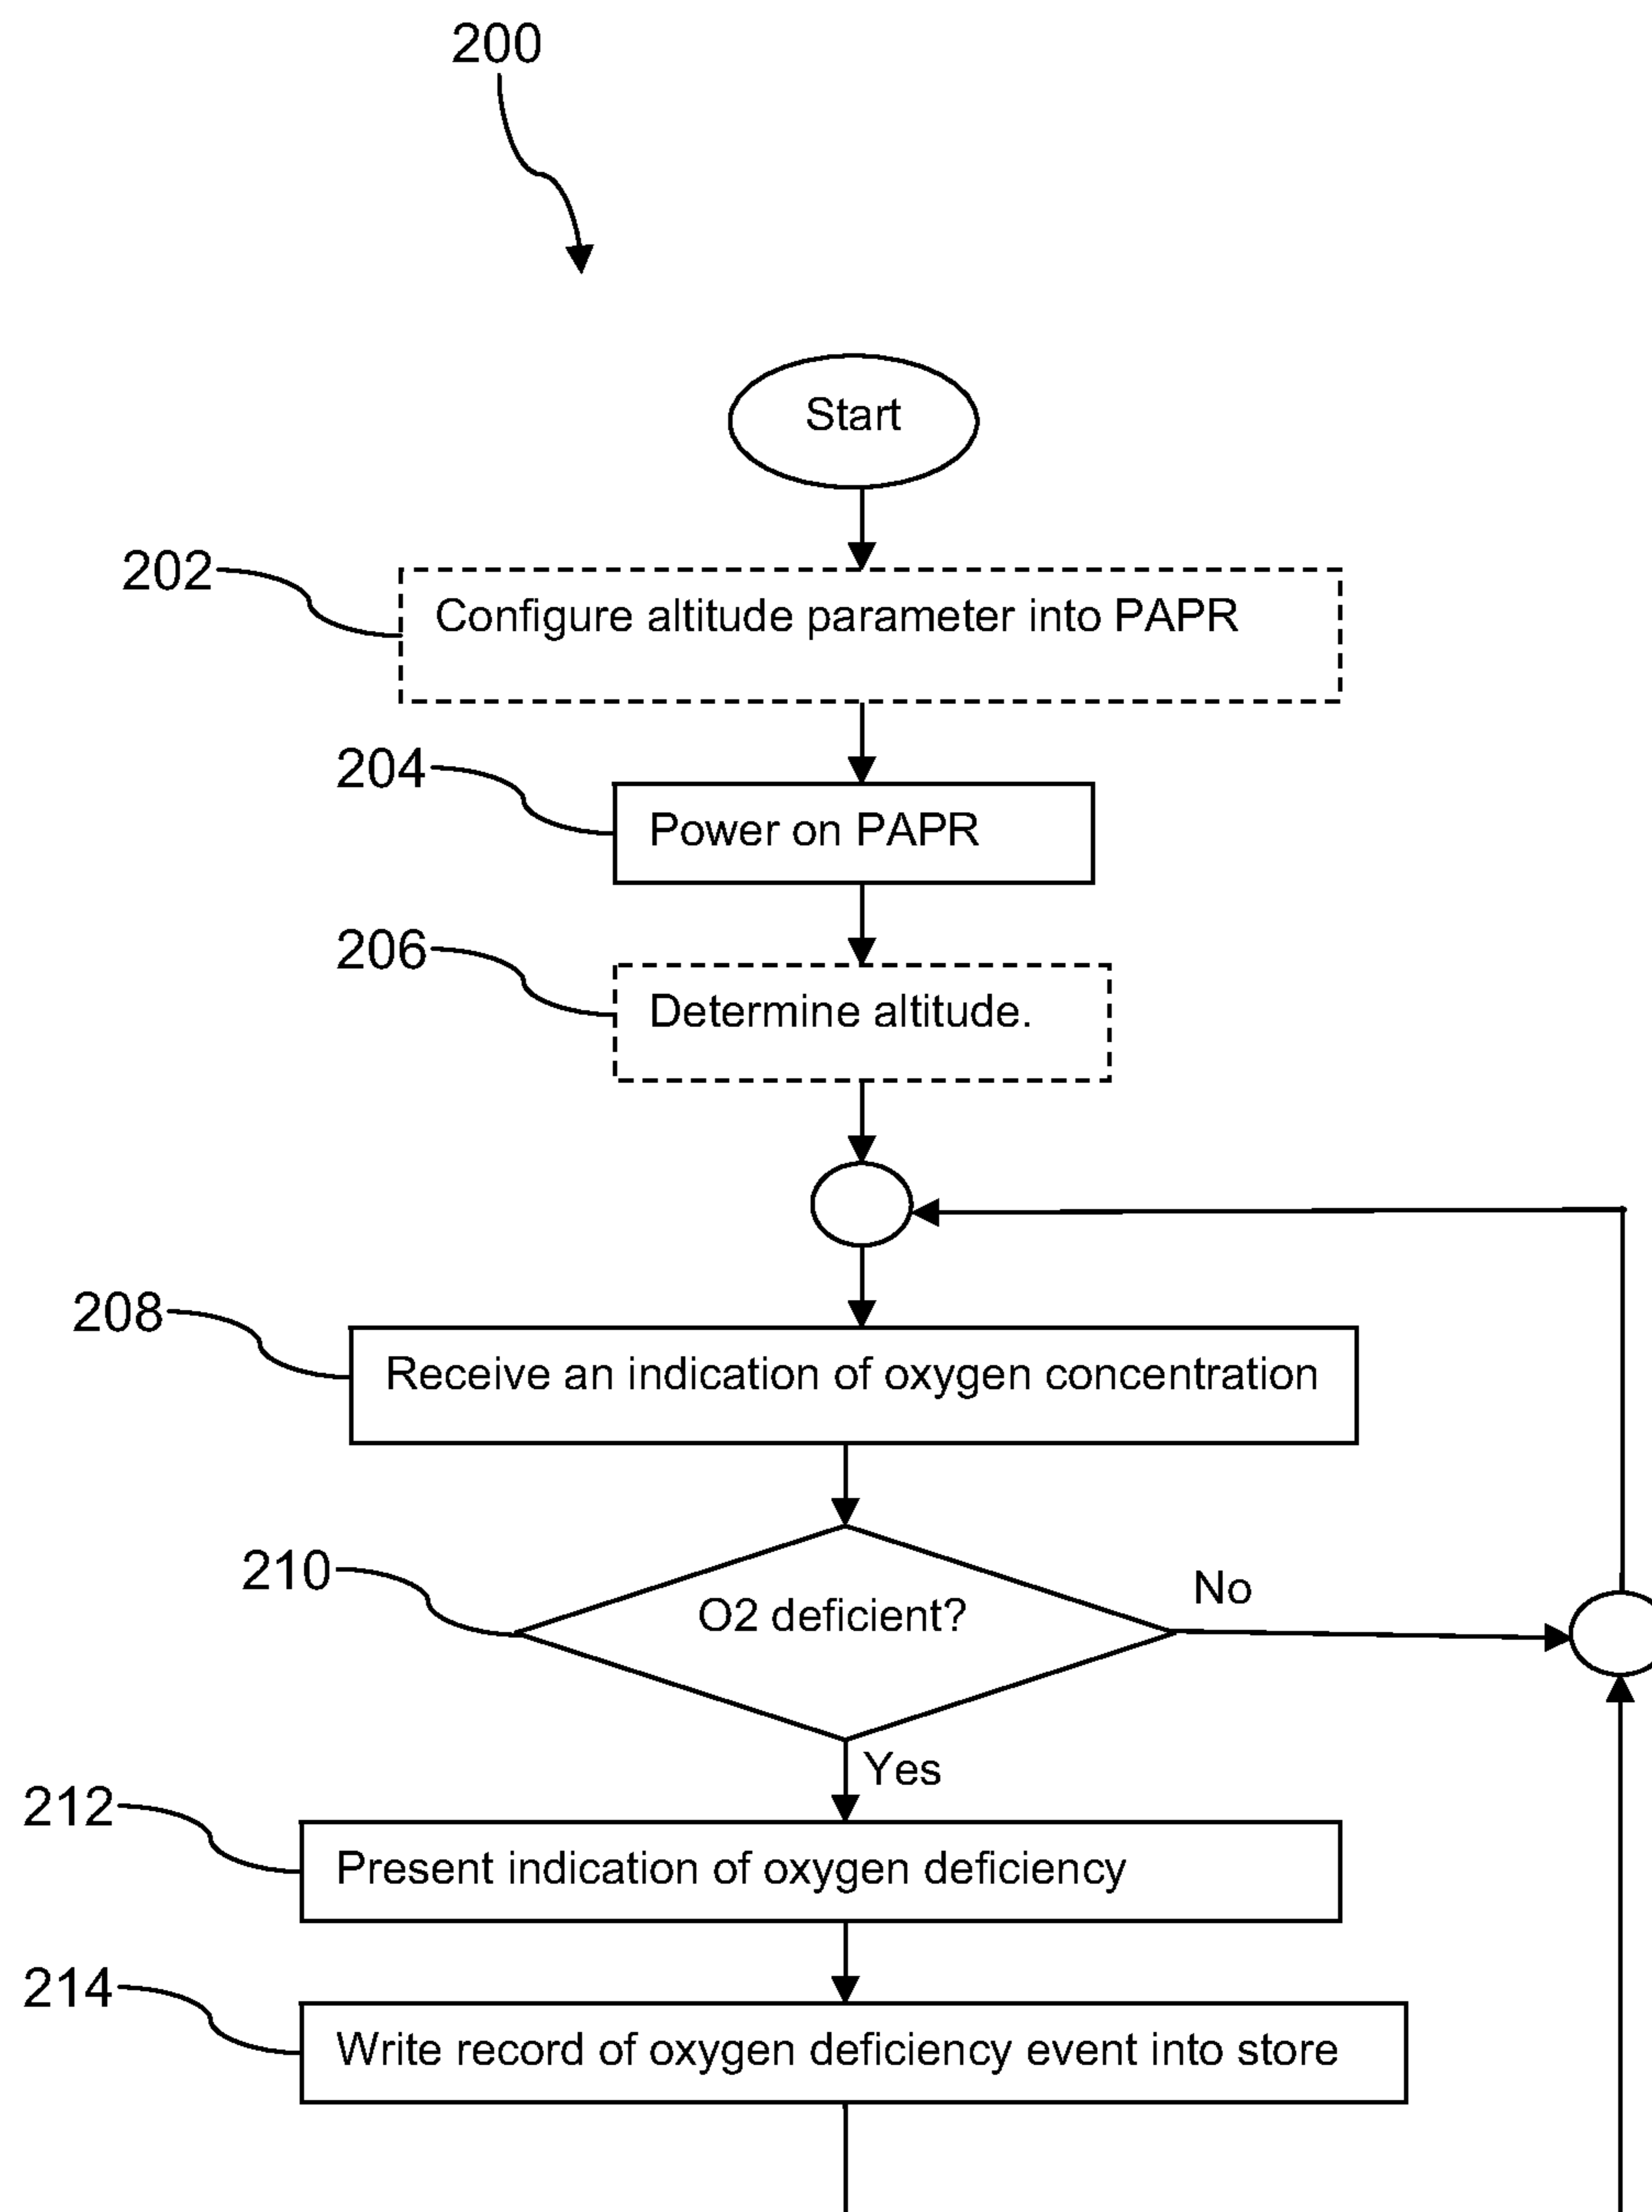 200
Start
202
Configure altitude parameter into PAPR
204
Power on PAPR
206
Determine altitude.
208
Receive an indication of oxygen concentration
210
O2 deficient?
No
Yes
212
Present indication of oxygen deficiency
214
Write record of oxygen deficiency event into store